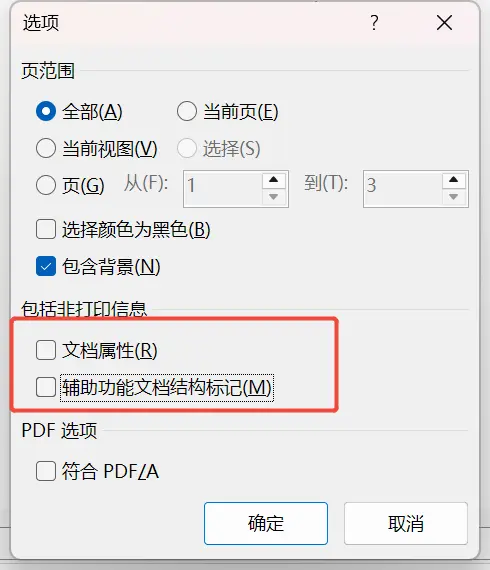 选项 ?
页范围
全部(A) 当前页(E)
当前视图(V) 选择(S)
页(G) 从(F): 1 到(T): 3
选择颜色为黑色(B)
包含背景(N)
包括非打印信息
文档属性(R)
辅助功能文档结构标记(M)
PDF 选项
符合 PDF/A
确定 取消